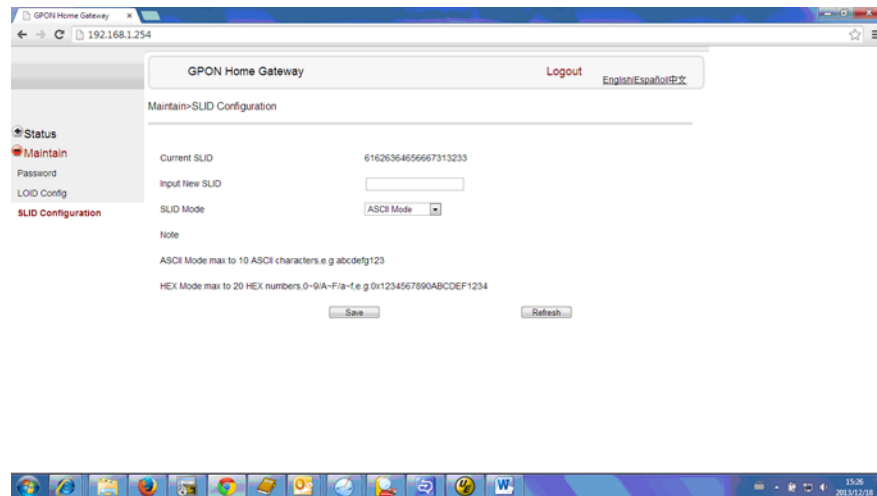 GPON Home Gateway
192.168.1.254
GPON Home Gateway
Logout
English|Español|中文
Maintain>SLID Configuration
Status
Maintain
Password
LOID Config
SLID Configuration
Current SLID 61626364656667313233
Input New SLID
SLID Mode ASCII Mode
Note
ASCII Mode:max to 10 ASCII characters,e.g:abcdefg123
HEX Mode:max to 20 HEX numbers,0~9/A~F/a~f,e.g:0x1234567890ABCDEF1234
Save Refresh
15:26
2013/12/18